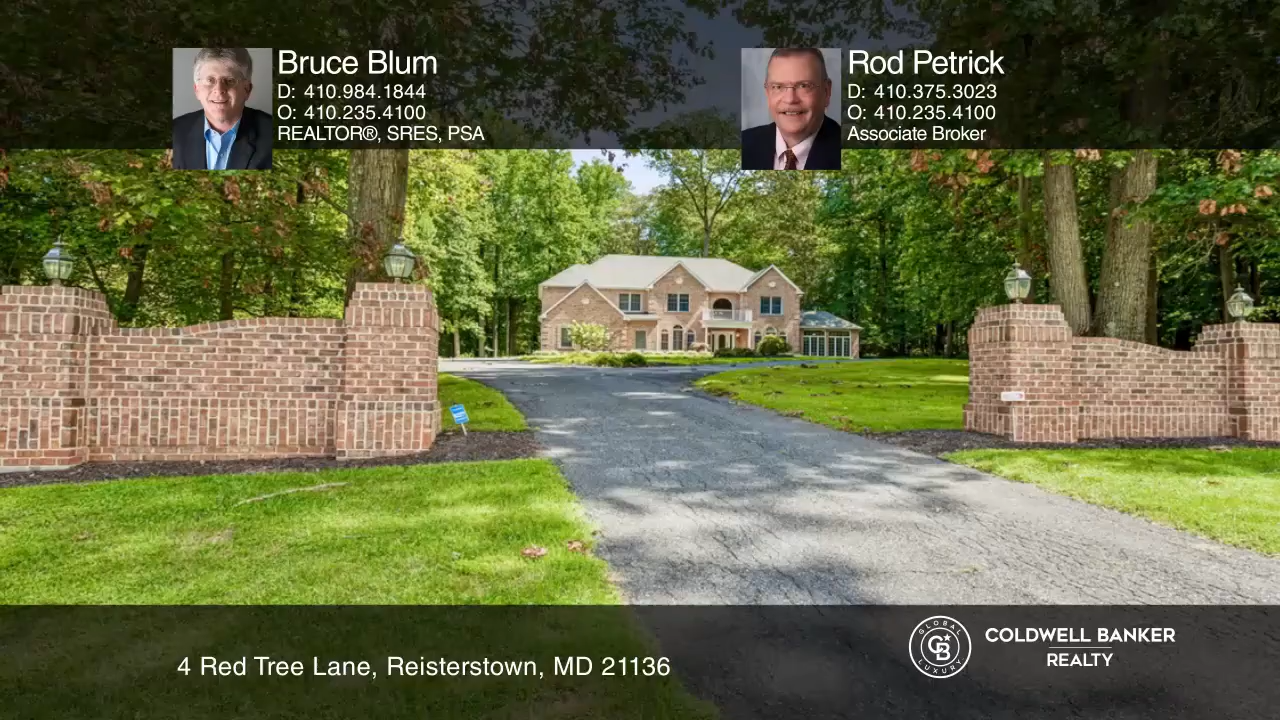 Bruce Blum
D: 410.984.1844
O: 410.235.4100
REALTOR®, SRES, PSA
Rod Petrick
D: 410.375.3023
O: 410.235.4100
Associate Broker
4 Red Tree Lane, Reisterstown, MD 21136
GLOBAL
CB
LUXURY
COLDWELL BANKER
REALTY